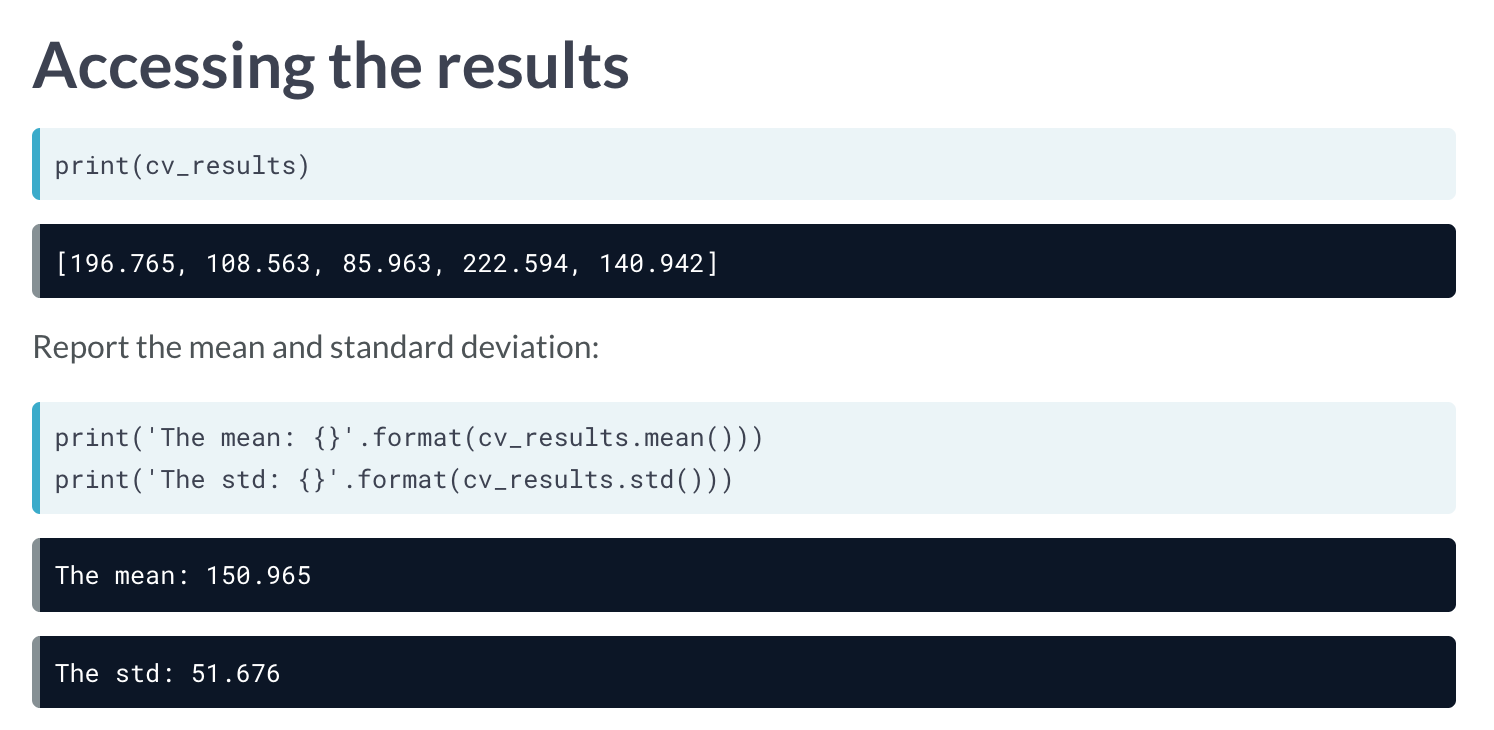 Accessing the results
print(cv_results)
[196.765, 108.563, 85.963, 222.594, 140.942]
Report the mean and standard deviation:
print('The mean: {}'.format(cv_results.mean()))
print('The std: {}'.format(cv_results.std()))
The mean: 150.965
The std: 51.676